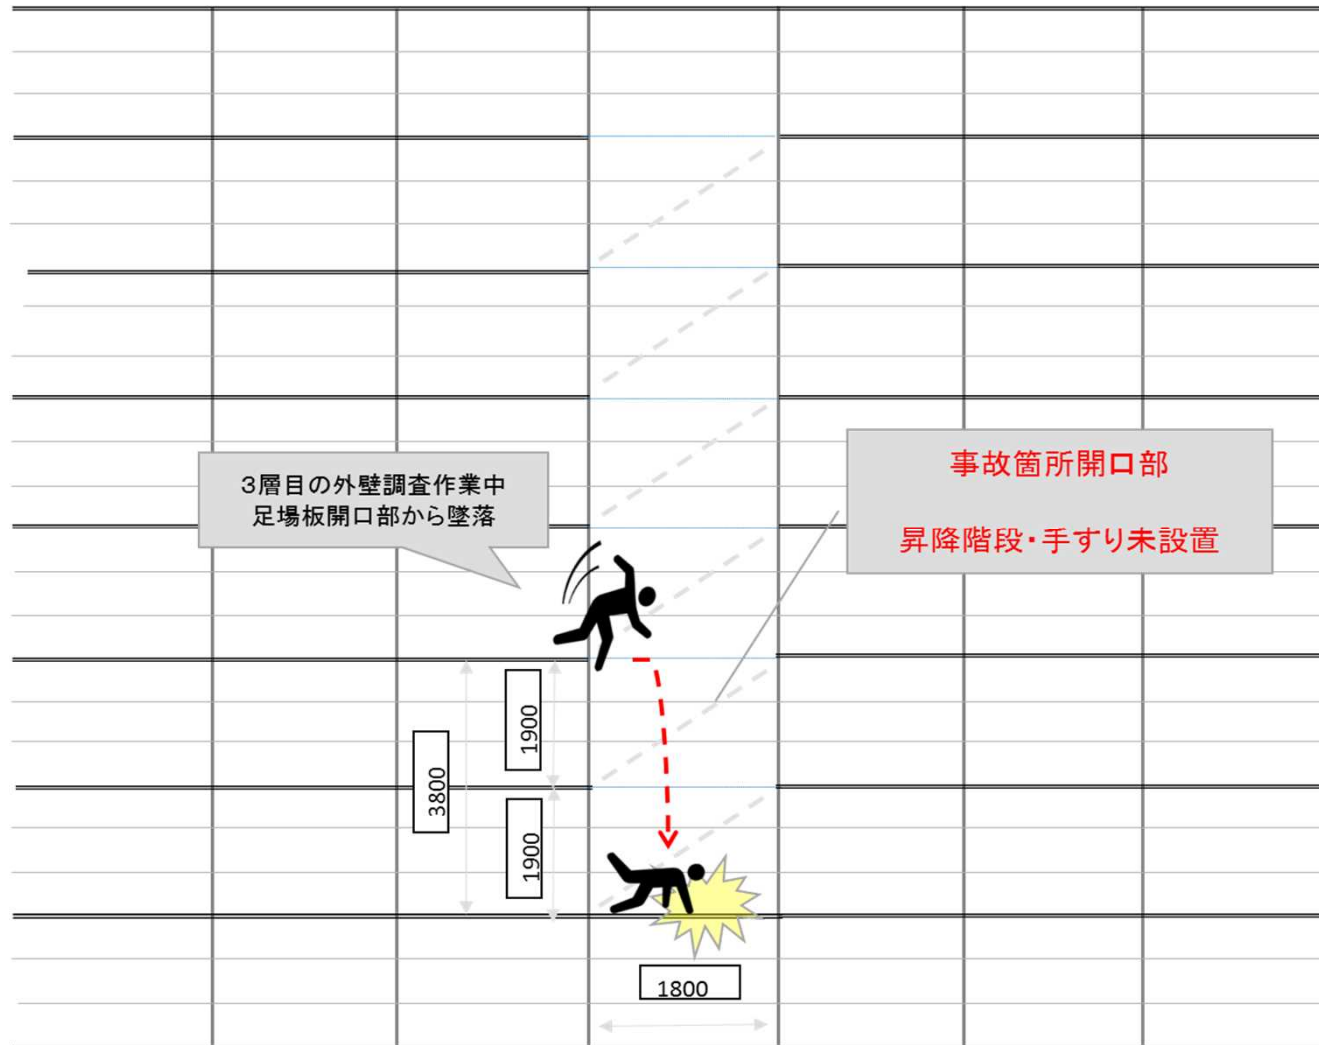 3層目の外壁調査作業中
足場板開口部から墜落
事故箇所開口部
昇降階段・手すり未設置
1900
3800
1900
1800